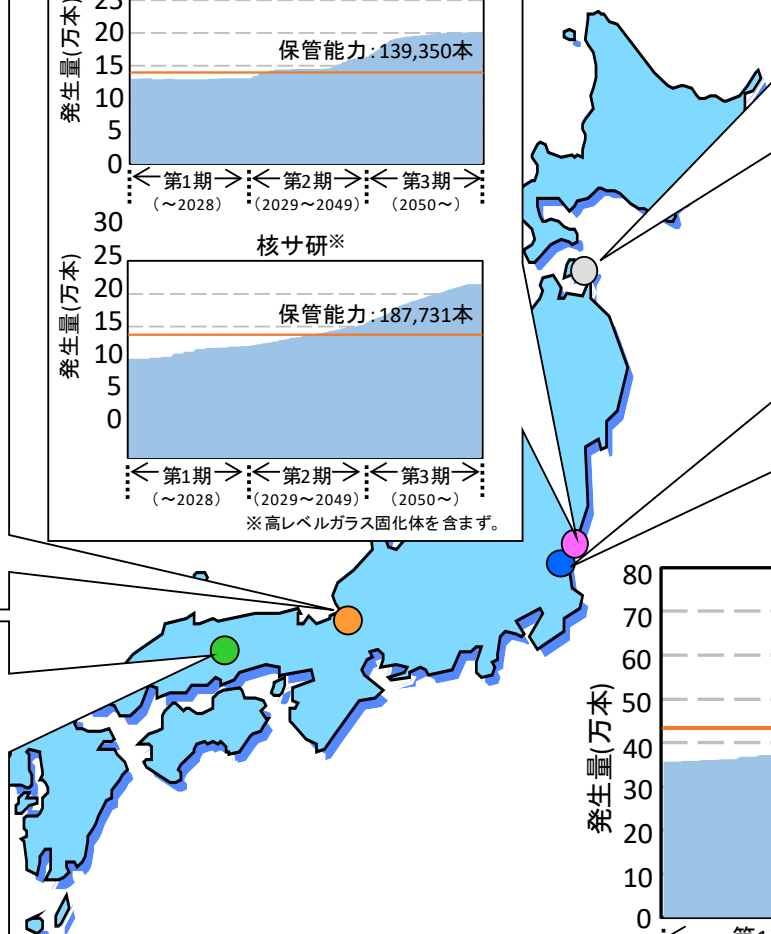 25
20
15
10
5
0
発生量(万本)
保管能力：139,350本
第1期
第2期
第3期
（～2028）
（2029～2049）
（2050～）
核サ研※
30
25
20
15
10
5
0
発生量(万本)
保管能力：187,731本
第1期
第2期
第3期
（～2028）
（2029～2049）
（2050～）
※高レベルガラス固化体を含まず。
80
70
60
50
40
30
20
10
0
発生量(万本)